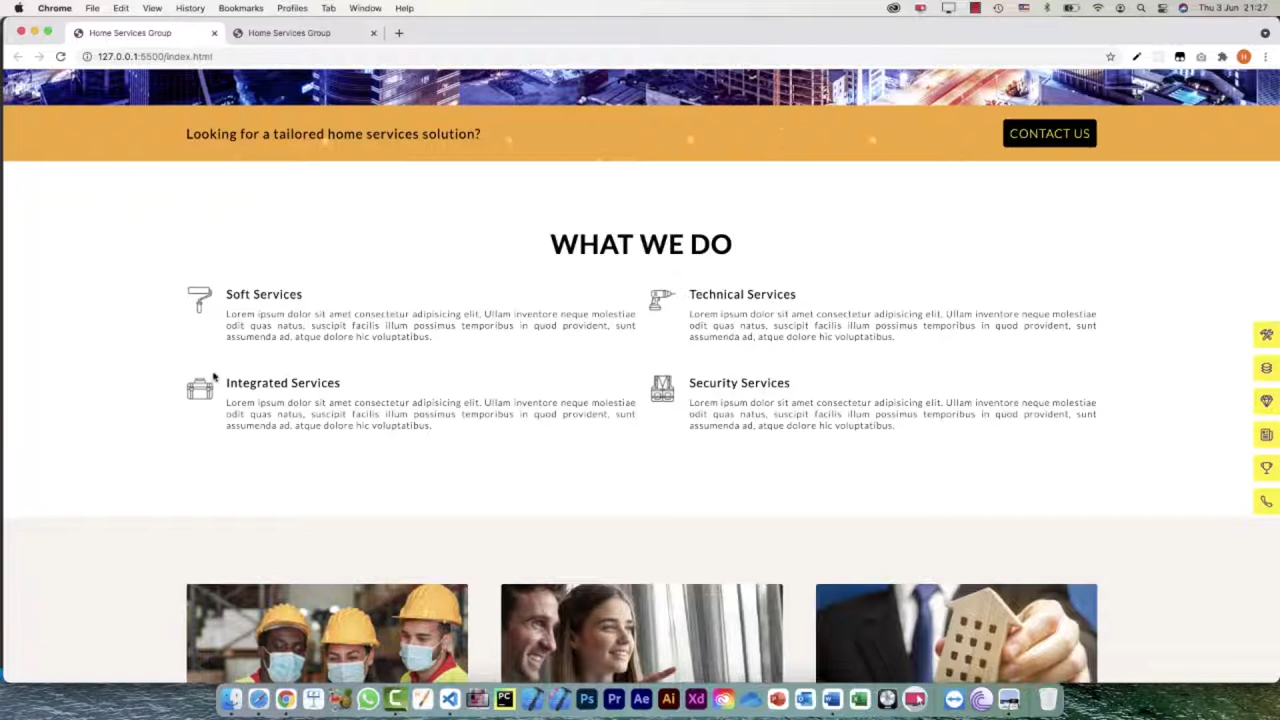 Chrome File Edit View History Bookmarks Profiles Tab Window Help Thu 3 Jun 21:27
Home Services Group Home Services Group
127.0.0.1:5500/index.html H
Looking for a tailored home services solution? CONTACT US
WHAT WE DO
Soft Services
Lorem ipsum dolor sit amet consectetur adipisicing elit. Ullam inventore neque molestiae
odit quas natus, suscipit facilis illum possimus temporibus in quod provident, sunt
assumenda ad, atque dolore hic voluptatibus.
Technical Services
Lorem ipsum dolor sit amet consectetur adipisicing elit. Ullam inventore neque molestiae
odit quas natus, suscipit facilis illum possimus temporibus in quod provident, sunt
assumenda ad, atque dolore hic voluptatibus.
Integrated Services
Lorem ipsum dolor sit amet consectetur adipisicing elit. Ullam inventore neque molestiae
odit quas natus, suscipit facilis illum possimus temporibus in quod provident, sunt
assumenda ad, atque dolore hic voluptatibus.
Security Services
Lorem ipsum dolor sit amet consectetur adipisicing elit. Ullam inventore neque molestiae
odit quas natus, suscipit facilis illum possimus temporibus in quod provident, sunt
assumenda ad, atque dolore hic voluptatibus.
PC Ps Pr Ae Ai Xd